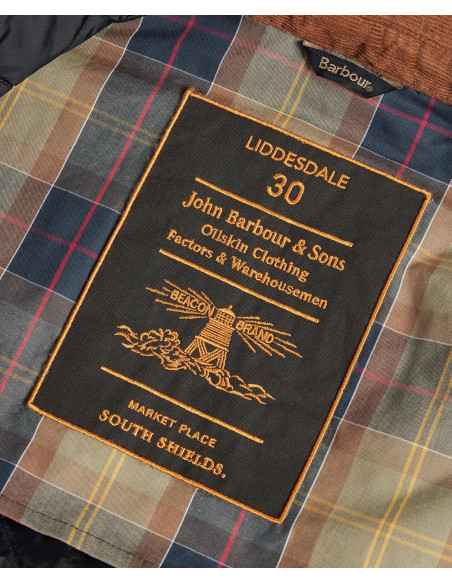 Barbour®
LIDDESDALE
30
John Barbour & Sons
Oilskin Clothing
Factors & Warehousemen
BEACON BRAND
MARKET PLACE
SOUTH SHIELDS.